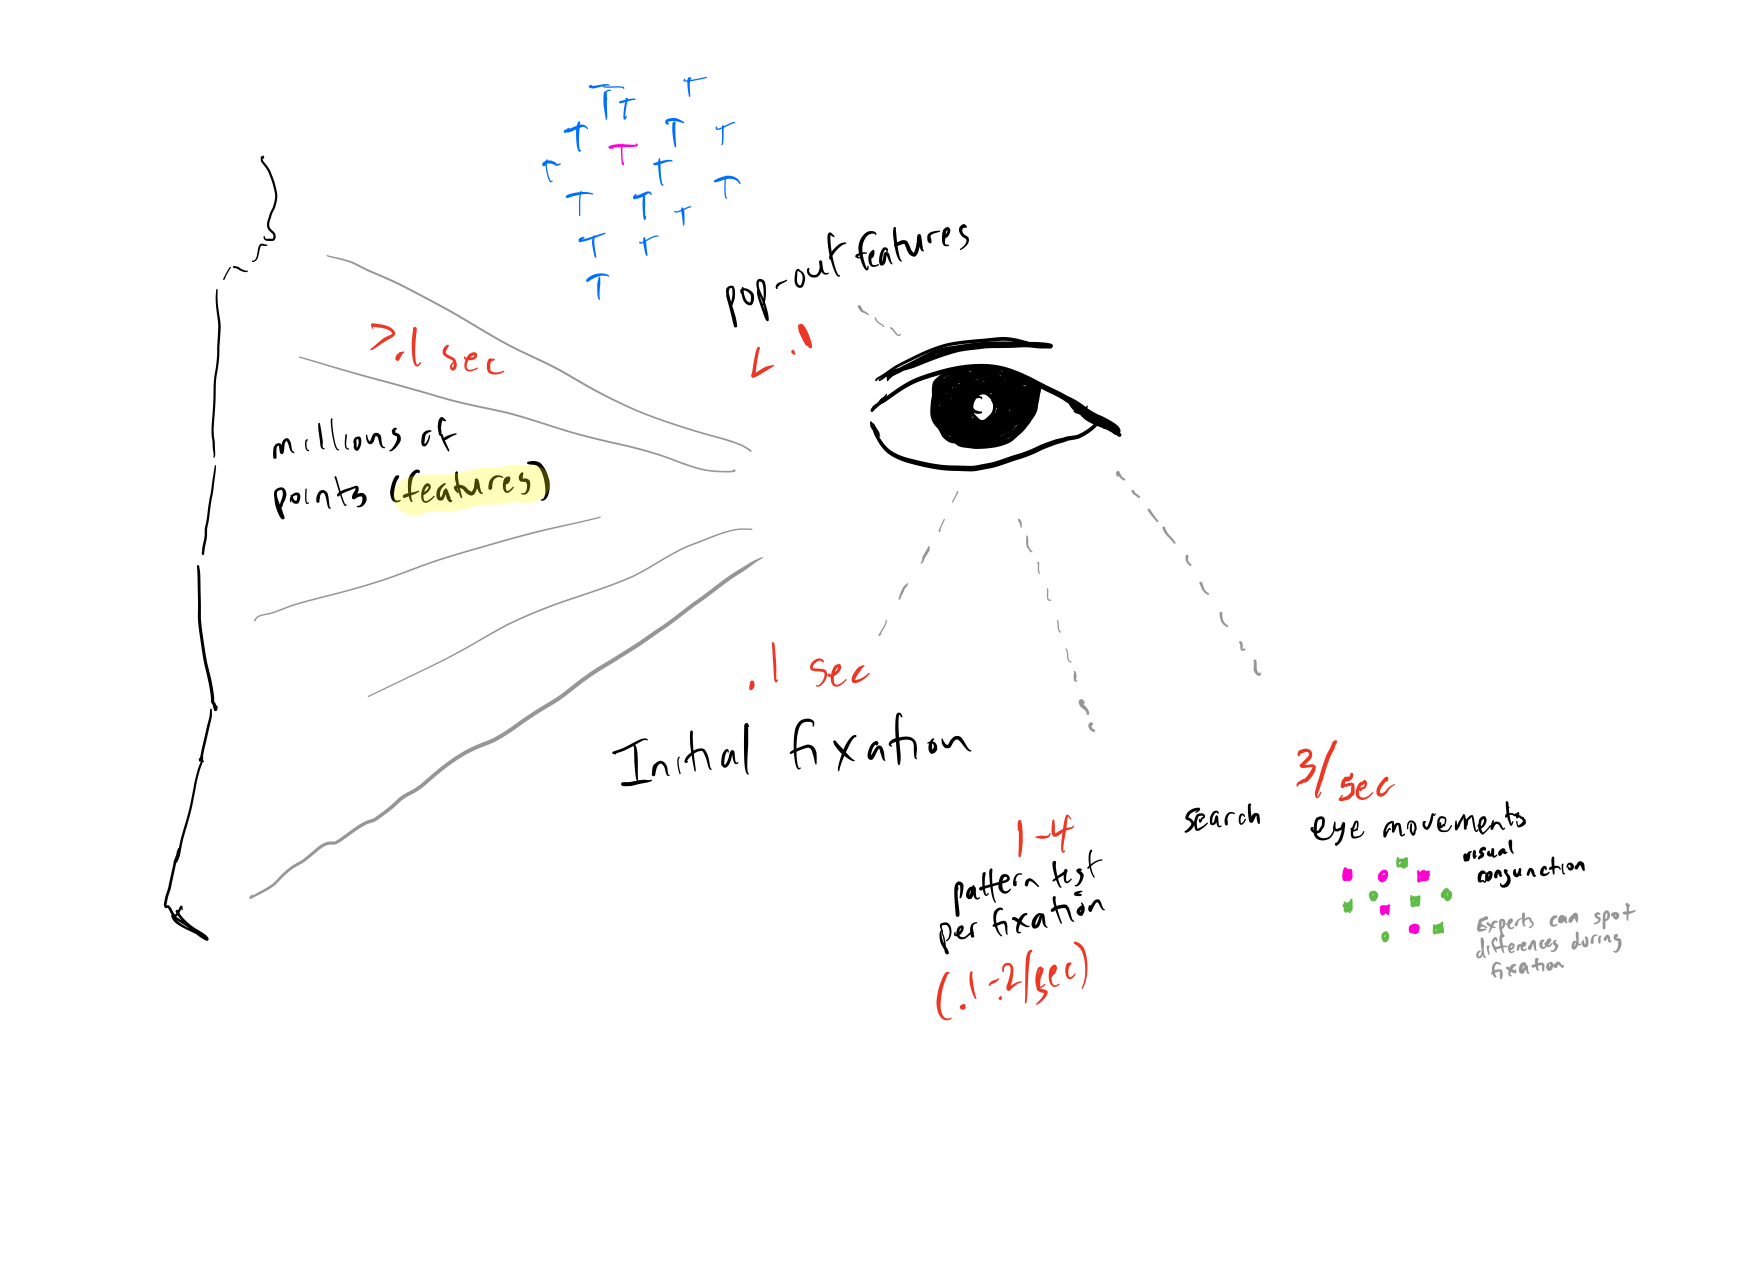 T T T
T T T
T T T
T T T T
T T
T
pop-out features
< .1
>.1 sec
millions of
points (features)
.1 sec
Initial fixation
1-4
pattern test
per fixation
(.1-.2/sec)
search
3/sec
eye movements
visual
conjunction
Experts can spot
differences during
fixation